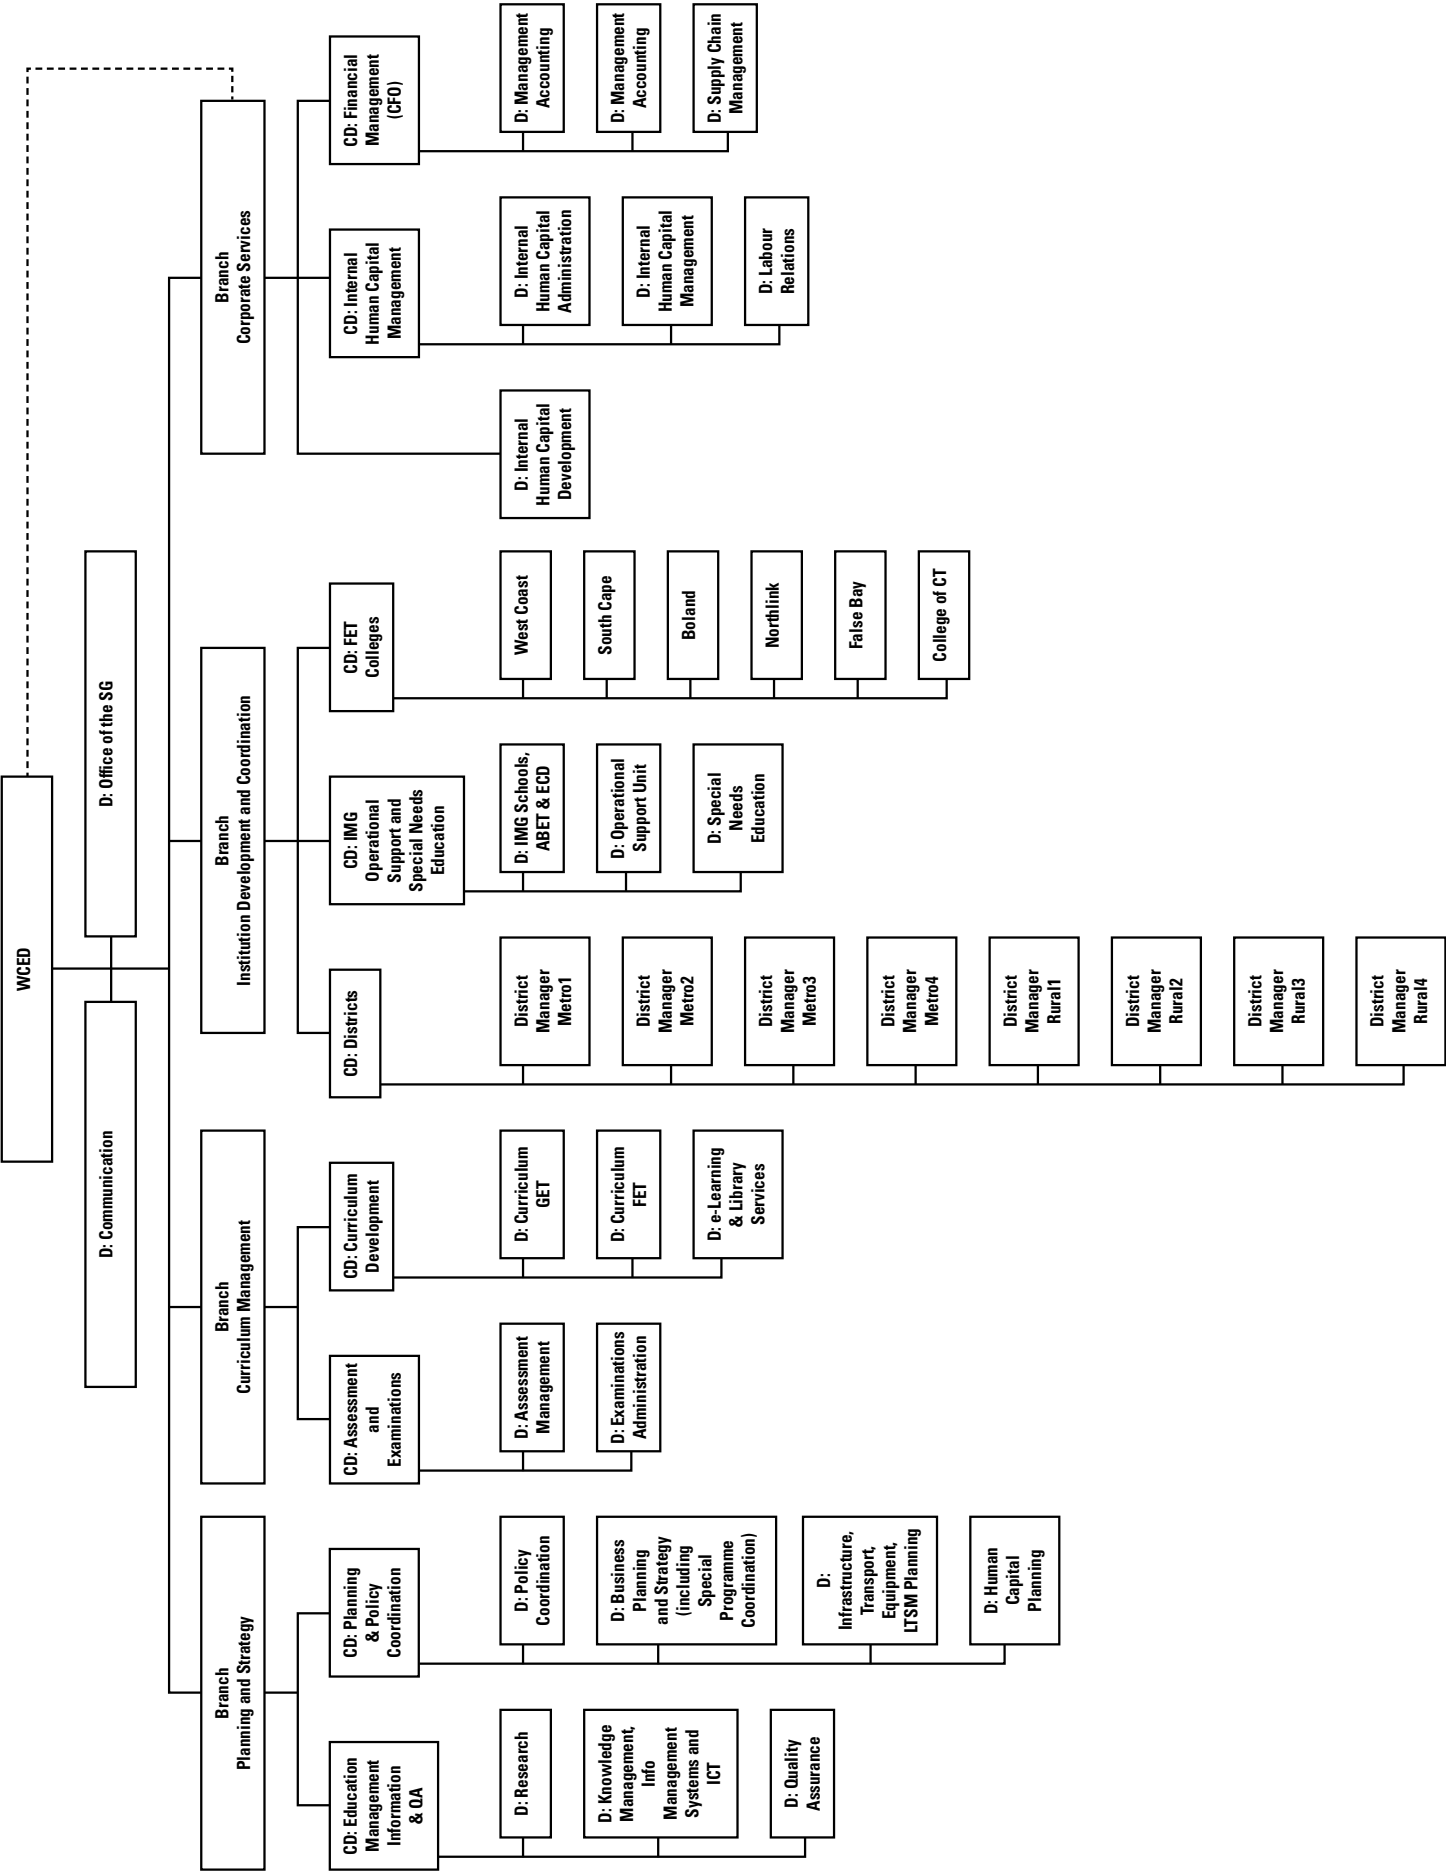 WCED
D: Communication
D: Office of the SG
Branch
Planning and Strategy
Branch
Curriculum Management
Branch
Institution Development and Coordination
Branch
Corporate Services
CD: Education
Management
Information
& QA
CD: Planning
& Policy
Coordination
CD: Assessment
and
Examinations
CD: Curriculum
Development
CD: Districts
CD: IMG
Operational
Support and
Special Needs
Education
CD: FET
Colleges
CD: Internal
Human Capital
Management
CD: Financial
Management
(CFO)
D: Research
D: Knowledge
Management,
Info
Management
Systems and
ICT
D: Quality
Assurance
D: Policy
Coordination
D: Business
Planning
and Strategy
(including
Special
Programme
Coordination)
D:
Infrastructure,
Transport,
Equipment,
LTSM Planning
D: Human
Capital
Planning
D: Assessment
Management
D: Examinations
Administration
D: Curriculum
GET
D: Curriculum
FET
D: e-Learning
& Library
Services
District
Manager
Metro1
District
Manager
Metro2
District
Manager
Metro3
District
Manager
Metro4
District
Manager
Rural1
District
Manager
Rural2
District
Manager
Rural3
District
Manager
Rural4
D: IMG Schools,
ABET & ECD
D: Operational
Support Unit
D: Special
Needs
Education
West Coast
South Cape
Boland
Northlink
False Bay
College of CT
D: Internal
Human Capital
Development
D: Internal
Human Capital
Administration
D: Internal
Human Capital
Management
D: Labour
Relations
D: Management
Accounting
D: Management
Accounting
D: Supply Chain
Management